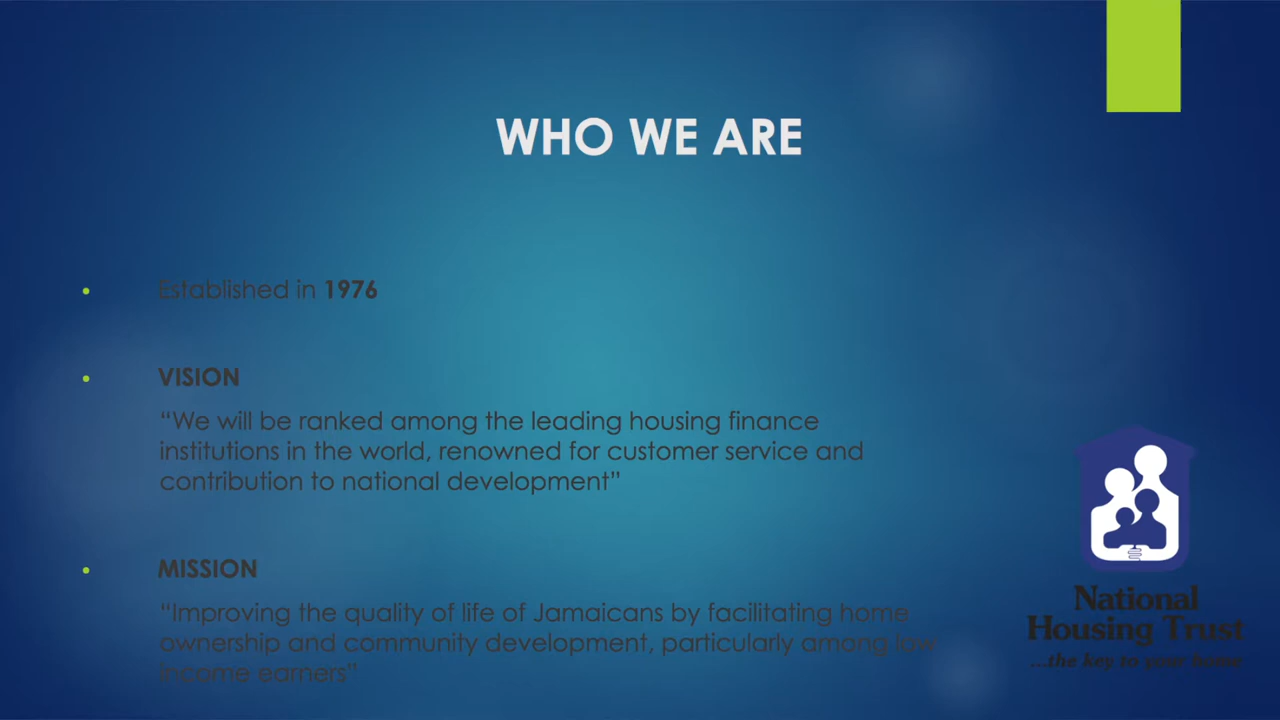 WHO WE ARE
• Established in 1976
• VISION
“We will be ranked among the leading housing finance
institutions in the world, renowned for customer service and
contribution to national development”
• MISSION
“Improving the quality of life of Jamaicans by facilitating home
ownership and community development, particularly among low
income earners”
National
Housing Trust
...the key to your home